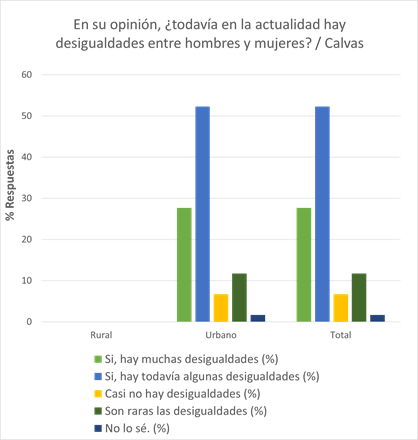 En su opinión, ¿todavía en la actualidad hay
desigualdades entre hombres y mujeres? / Calvas
60
50
40
30
20
10
0
% Respuestas
Rural
Urbano
Total
Si, hay muchas desigualdades (%)
Si, hay todavía algunas desigualdades (%)
Casi no hay desigualdades (%)
Son raras las desigualdades (%)
No lo sé. (%)